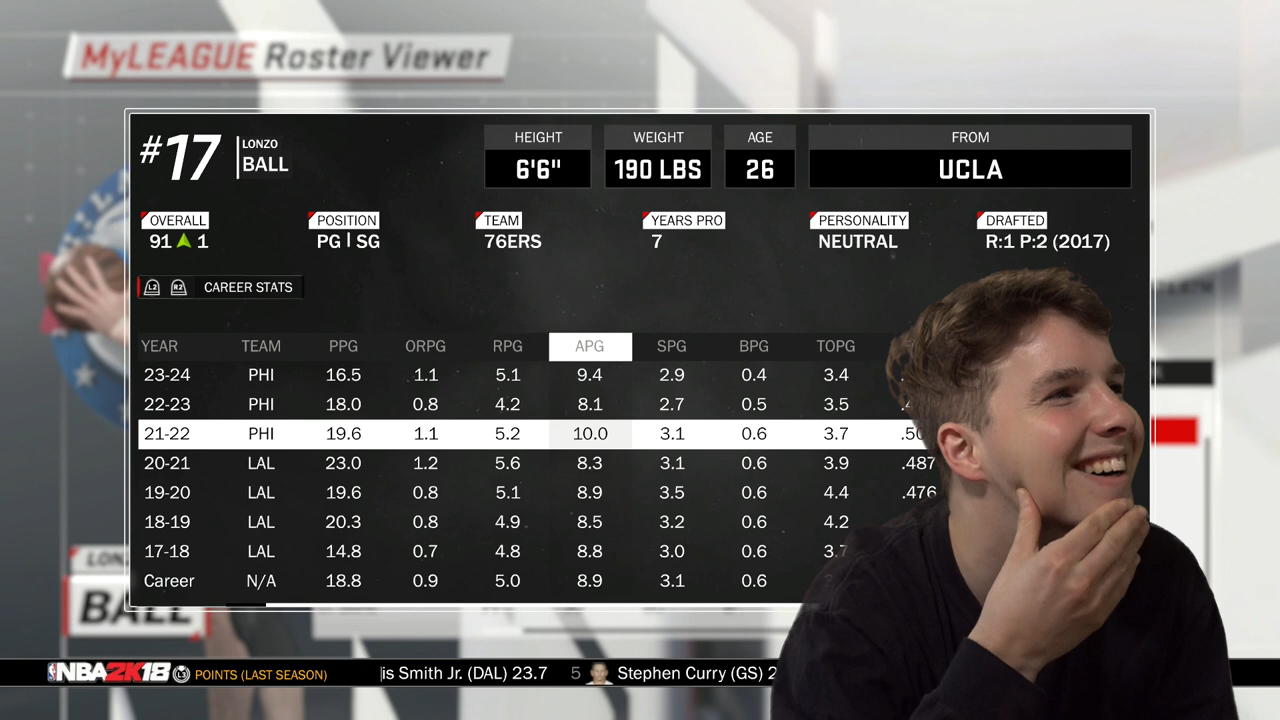 MyLEAGUE Roster Viewer
#17 LONZO BALL
HEIGHT WEIGHT AGE FROM
6'6" 190 LBS 26 UCLA
OVERALL POSITION TEAM YEARS PRO PERSONALITY DRAFTED
91 1 PG | SG 76ERS 7 NEUTRAL R:1 P:2 (2017)
L2 R2 CAREER STATS
YEAR TEAM PPG ORPG RPG APG SPG BPG TOPG
23-24 PHI 16.5 1.1 5.1 9.4 2.9 0.4 3.4
22-23 PHI 18.0 0.8 4.2 8.1 2.7 0.5 3.5
21-22 PHI 19.6 1.1 5.2 10.0 3.1 0.6 3.7
20-21 LAL 23.0 1.2 5.6 8.3 3.1 0.6 3.9 .487
19-20 LAL 19.6 0.8 5.1 8.9 3.5 0.6 4.4 .476
18-19 LAL 20.3 0.8 4.9 8.5 3.2 0.6 4.2
17-18 LAL 14.8 0.7 4.8 8.8 3.0 0.6 3.7
Career N/A 18.8 0.9 5.0 8.9 3.1 0.6
BALL
NBA 2K18 POINTS (LAST SEASON) is Smith Jr. (DAL) 23.7 5 Stephen Curry (GS) 2